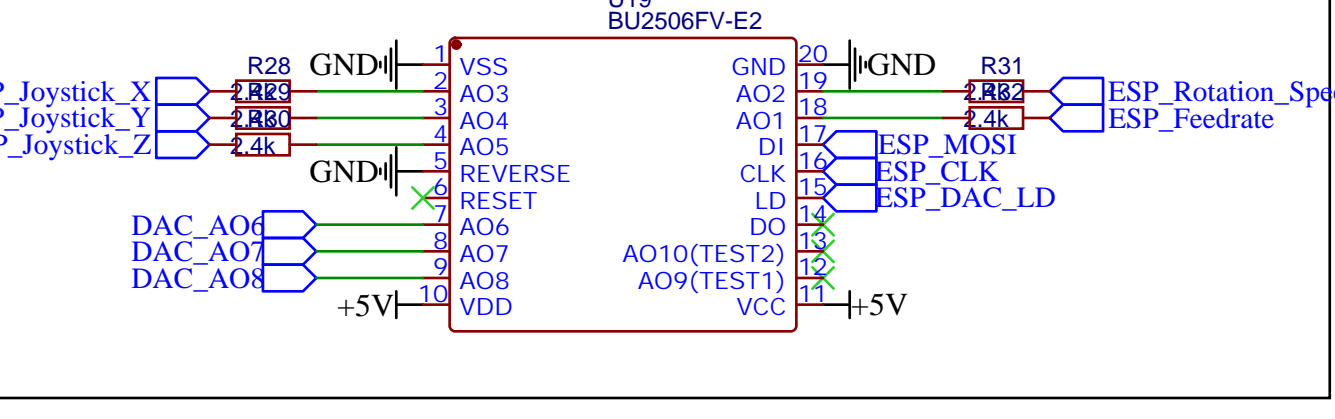 BU2506FV-E2
GND
1
VSS
GND
20
GND
R28
2
AO3
AO2
19
R31
ESP_Rotation_Spe
3
AO4
AO1
18
2.4k
ESP_Feedrate
2.4k
4
AO5
DI
17
ESP_MOSI
GND
5
REVERSE
CLK
16
ESP_CLK
6
RESET
LD
15
ESP_DAC_LD
DAC_AO6
7
AO6
DO
14
DAC_AO7
8
AO7
AO10(TEST2)
13
DAC_AO8
9
AO8
AO9(TEST1)
12
+5V
10
VDD
VCC
11
+5V